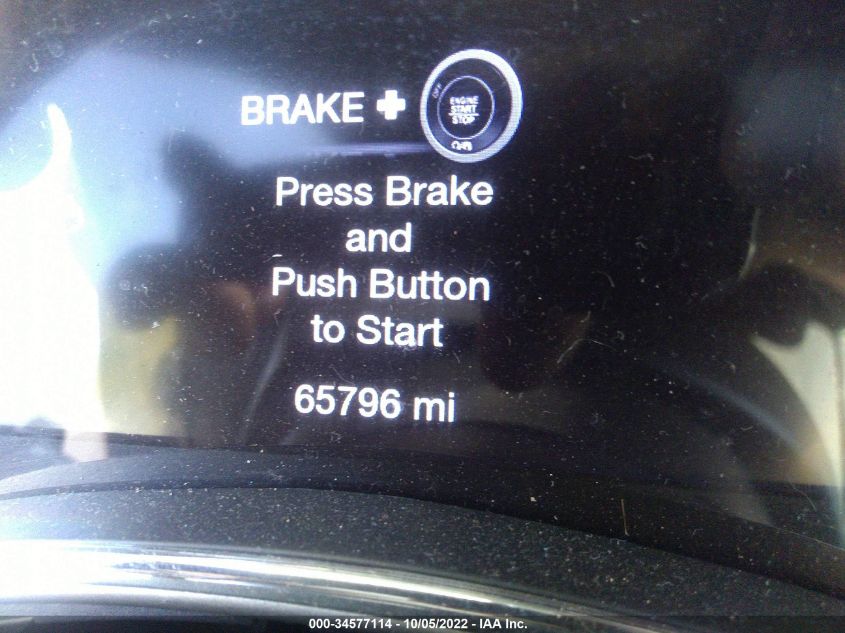 BRAKE +
OFF
ENGINE
START
STOP
Press Brake
and
Push Button
to Start
65796 mi
000-34577114 - 10/05/2022 - IAA Inc.